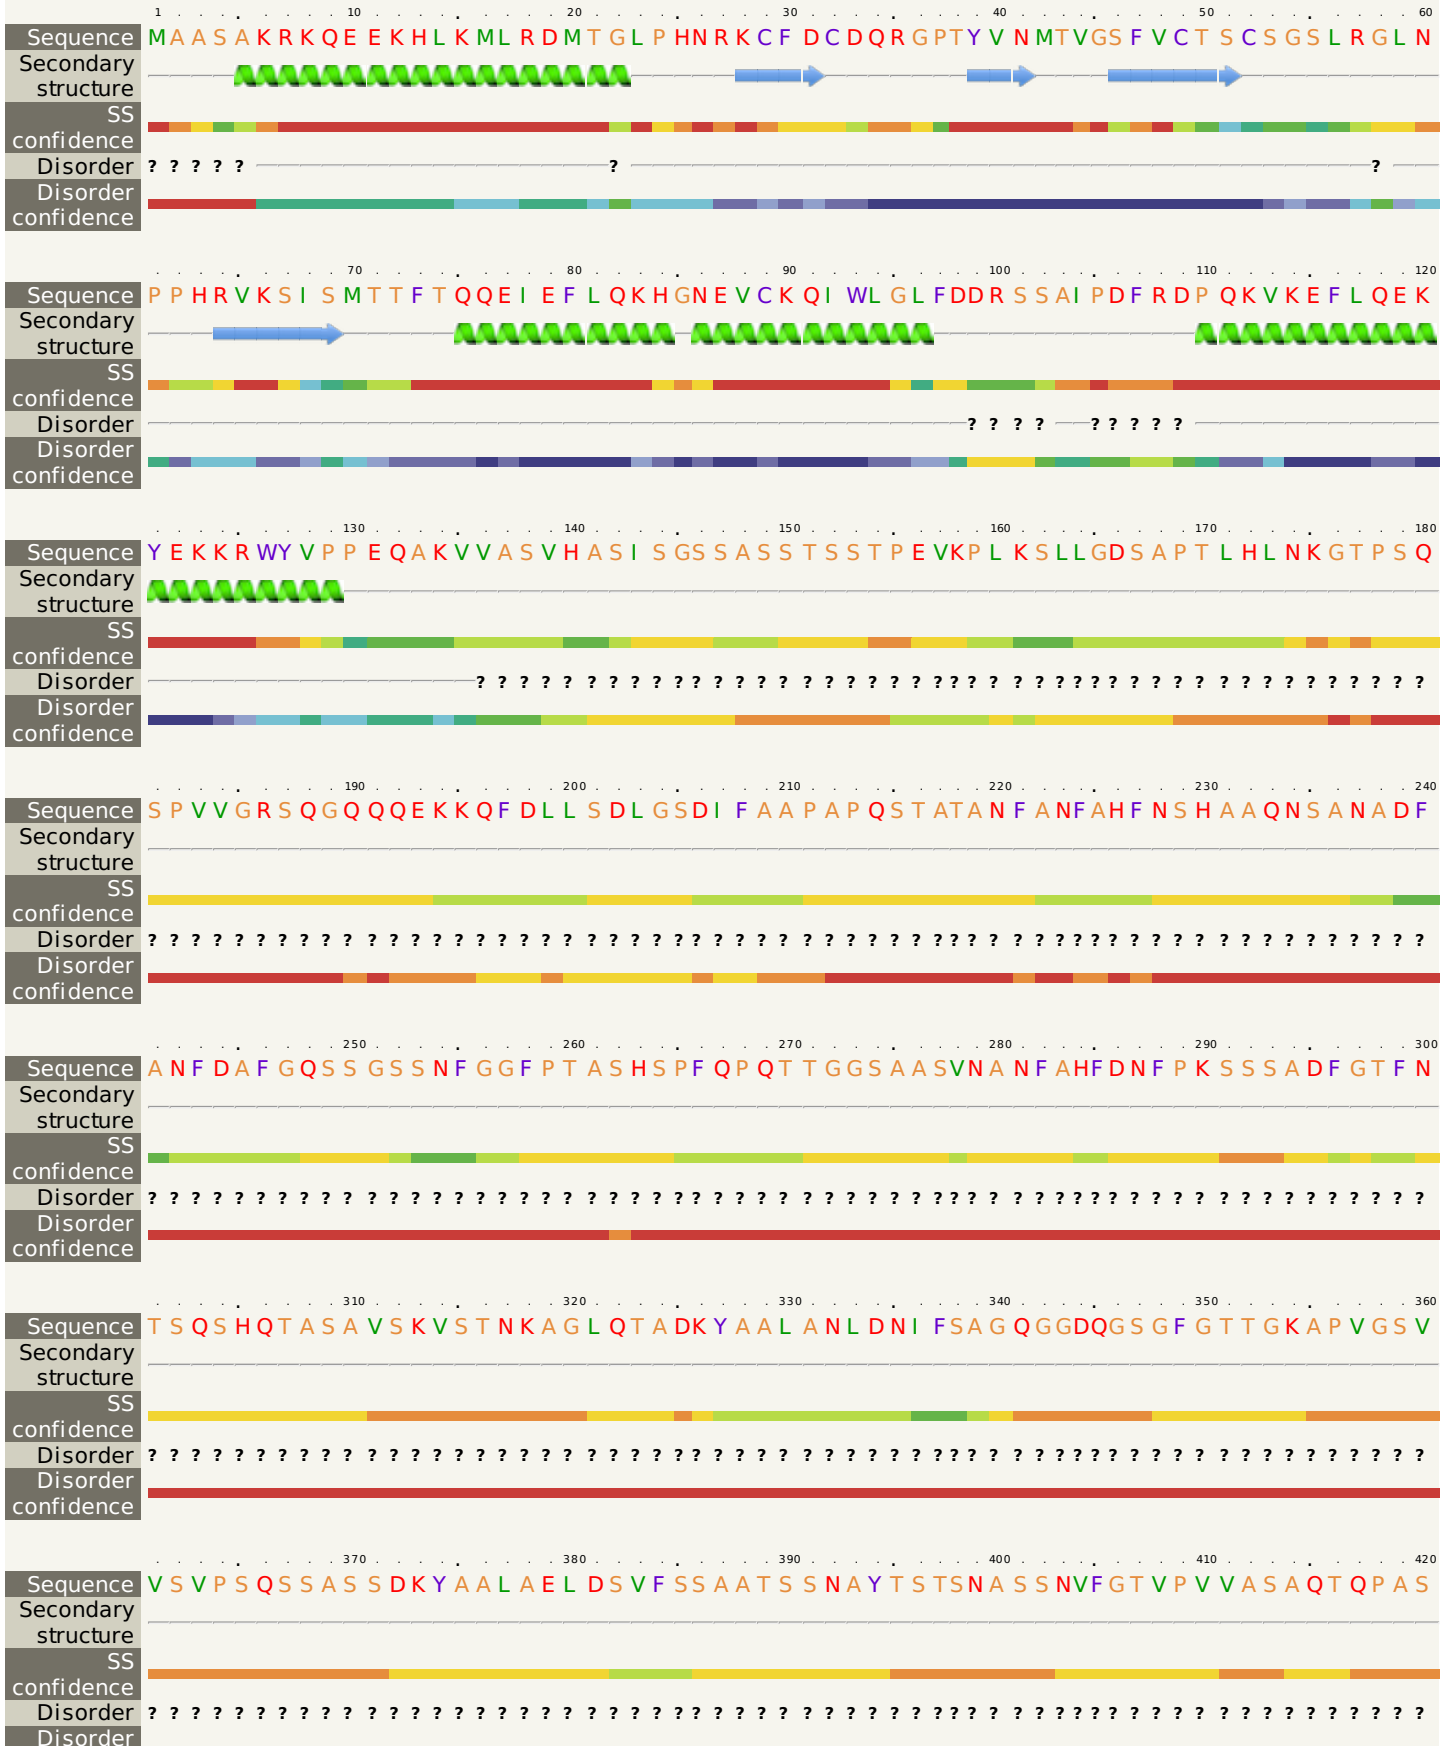 1 10 20 30 40 50 60
Sequence MAASAKRKQEEKHLKMLRDMTGLPHNRKCFDCDQRGPTYVNMTVGSFVCTSCSGSLRGLN
Secondary
structure
SS
confidence
Disorder ? ? ? ? ? ? ?
Disorder
confidence
70 80 90 100 110 120
Sequence PPHRVKSISMTTFTQQEIEFLQKHGNEVCKQIWLGLFDDRSSAIPDFRDPQKVKEFLQEK
Secondary
structure
SS
confidence
Disorder ? ? ? ? ? ? ? ? ?
Disorder
confidence
130 140 150 160 170 180
Sequence YEKKRWYVPPEQAKVVASVHASISGSSASSTSSTPEVKPLKSLLGDSAPTLHLNKGTPSQ
Secondary
structure
SS
confidence
Disorder ? ? ? ? ? ? ? ? ? ? ? ? ? ? ? ? ? ? ? ? ? ? ? ? ? ? ? ? ? ? ? ? ? ? ? ? ? ? ? ? ? ? ? ? ?
Disorder
confidence
190 200 210 220 230 240
Sequence SPVVGRSQGQQQEKKQFDLLSDLGSDIFAAPAPQSTATANFANFAHFNSHAAQNSANADF
Secondary
structure
SS
confidence
Disorder ? ? ? ? ? ? ? ? ? ? ? ? ? ? ? ? ? ? ? ? ? ? ? ? ? ? ? ? ? ? ? ? ? ? ? ? ? ? ? ? ? ? ? ? ? ? ? ? ? ? ? ? ? ? ? ? ? ? ? ?
Disorder
confidence
250 260 270 280 290 300
Sequence ANFDAFGQSSGSSNFGGFPTASHSPFQPQTTGGSAASVNANFAHFDNFPKSSSADFGTFN
Secondary
structure
SS
confidence
Disorder ? ? ? ? ? ? ? ? ? ? ? ? ? ? ? ? ? ? ? ? ? ? ? ? ? ? ? ? ? ? ? ? ? ? ? ? ? ? ? ? ? ? ? ? ? ? ? ? ? ? ? ? ? ? ? ? ? ? ? ?
Disorder
confidence
310 320 330 340 350 360
Sequence TSQSHQTASAVSKVSTNKAGLQTADKYAALANLDNIFSAGQGGDQGSGFGTTGKAPVGSV
Secondary
structure
SS
confidence
Disorder ? ? ? ? ? ? ? ? ? ? ? ? ? ? ? ? ? ? ? ? ? ? ? ? ? ? ? ? ? ? ? ? ? ? ? ? ? ? ? ? ? ? ? ? ? ? ? ? ? ? ? ? ? ? ? ? ? ? ? ?
Disorder
confidence
370 380 390 400 410 420
Sequence VSVPSQSSASSDKYAALAELDSVFSSAATSSNAYTSTSNASSNVFGTVPVVASAQTQPAS
Secondary
structure
SS
confidence
Disorder ? ? ? ? ? ? ? ? ? ? ? ? ? ? ? ? ? ? ? ? ? ? ? ? ? ? ? ? ? ? ? ? ? ? ? ? ? ? ? ? ? ? ? ? ? ? ? ? ? ? ? ? ? ? ? ? ? ? ? ?
Disorder